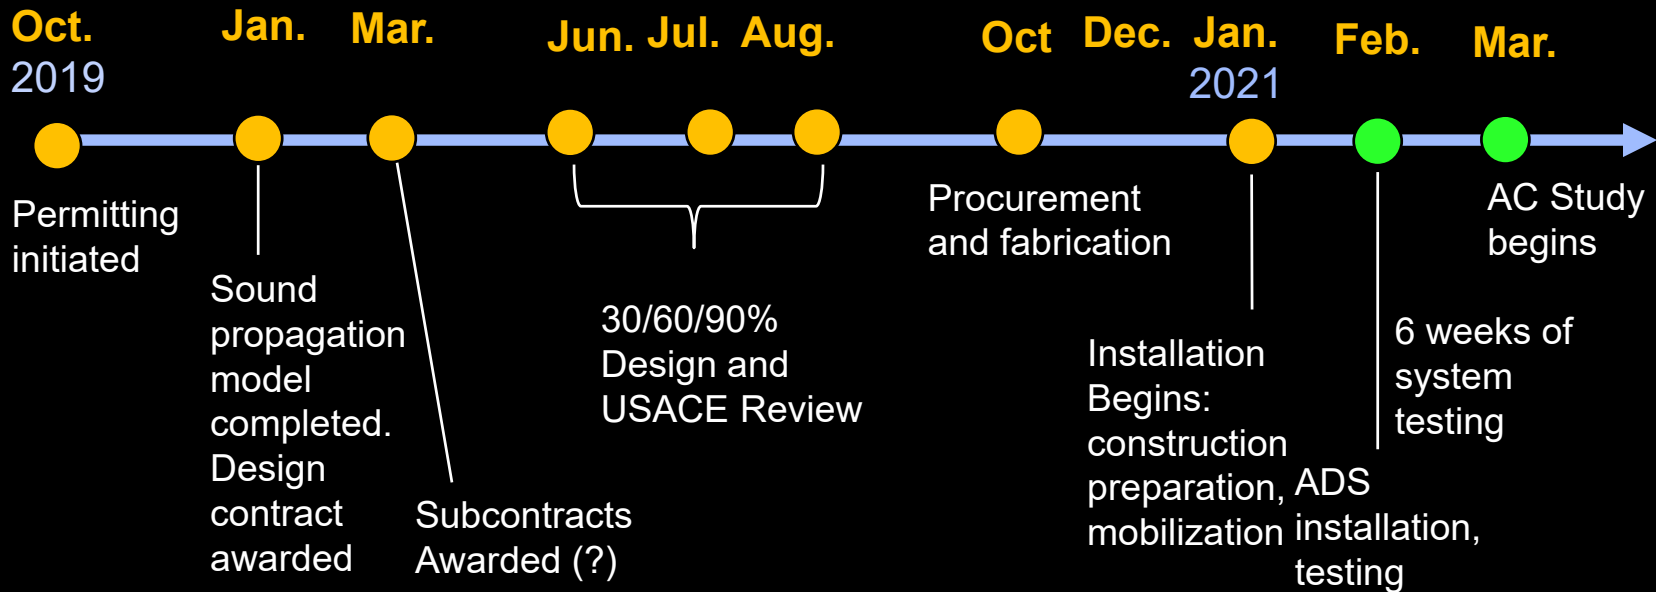 Oct.
2019
Jan.
Mar.
Jun.
Jul.
Aug.
Oct
Dec.
Jan.
2021
Feb.
Mar.
Permitting
initiated
Sound
propagation
model
completed.
Design
contract
awarded
Subcontracts
Awarded (?)
30/60/90%
Design and
USACE Review
Procurement
and fabrication
Installation
Begins:
construction
preparation,
mobilization
ADS
installation,
testing
6 weeks of
system
testing
AC Study
begins